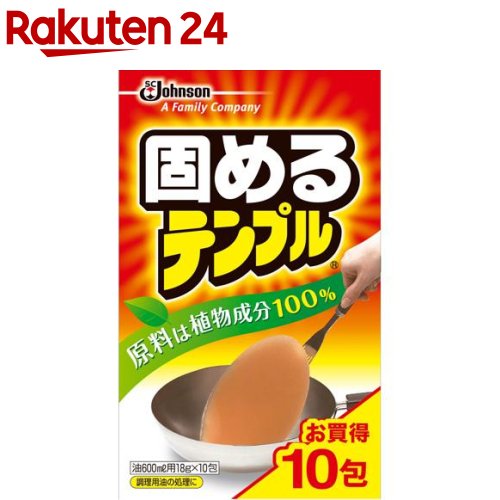 Rakuten 24
SC Johnson
A Family Company
固める
テンプル®
原料は植物成分100%
お買得
10包
油600mℓ用18g×10包
調理用油の処理に